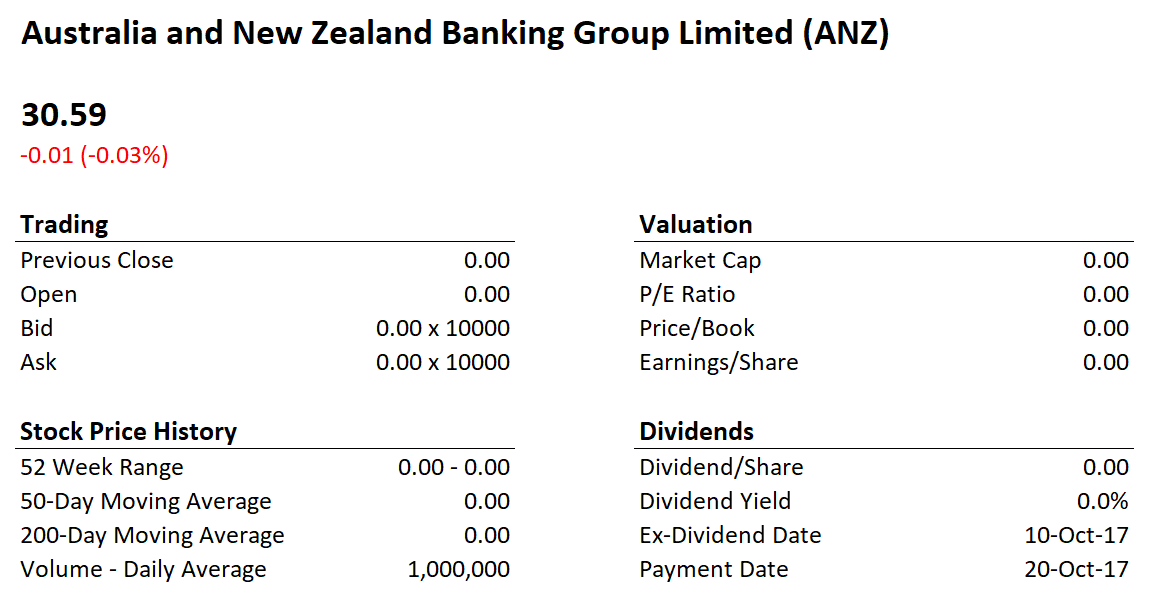 Australia and New Zealand Banking Group Limited (ANZ)
30.59
-0.01 (-0.03%)
Trading
Previous Close 0.00
Open 0.00
Bid 0.00 x 10000
Ask 0.00 x 10000
Valuation
Market Cap 0.00
P/E Ratio 0.00
Price/Book 0.00
Earnings/Share 0.00
Stock Price History
52 Week Range 0.00 - 0.00
50-Day Moving Average 0.00
200-Day Moving Average 0.00
Volume - Daily Average 1,000,000
Dividends
Dividend/Share 0.00
Dividend Yield 0.0%
Ex-Dividend Date 10-Oct-17
Payment Date 20-Oct-17